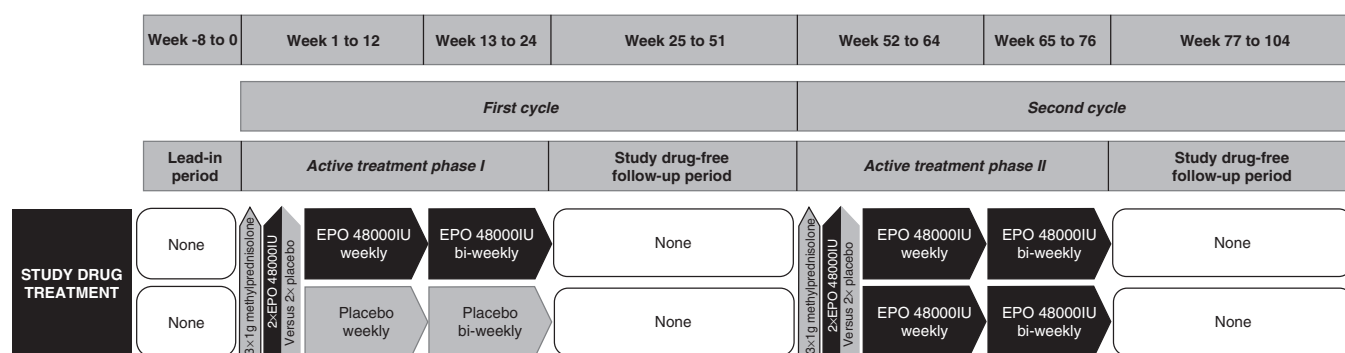 Week -8 to 0 Week 1 to 12 Week 13 to 24 Week 25 to 51 Week 52 to 64 Week 65 to 76 Week 77 to 104
First cycle Second cycle
Lead-in
period
Active treatment phase I
Study drug-free
follow-up period
Active treatment phase II
Study drug-free
follow-up period
STUDY DRUG
TREATMENT
None
3×1g methylprednisolone
2×EPO 48000IU
Versus 2× placebo
EPO 48000IU
weekly
EPO 48000IU
bi-weekly
None
3×1g methylprednisolone
2×EPO 48000IU
Versus 2× placebo
EPO 48000IU
weekly
EPO 48000IU
bi-weekly
None
None
Placebo
weekly
Placebo
bi-weekly
None
EPO 48000IU
weekly
EPO 48000IU
bi-weekly
None